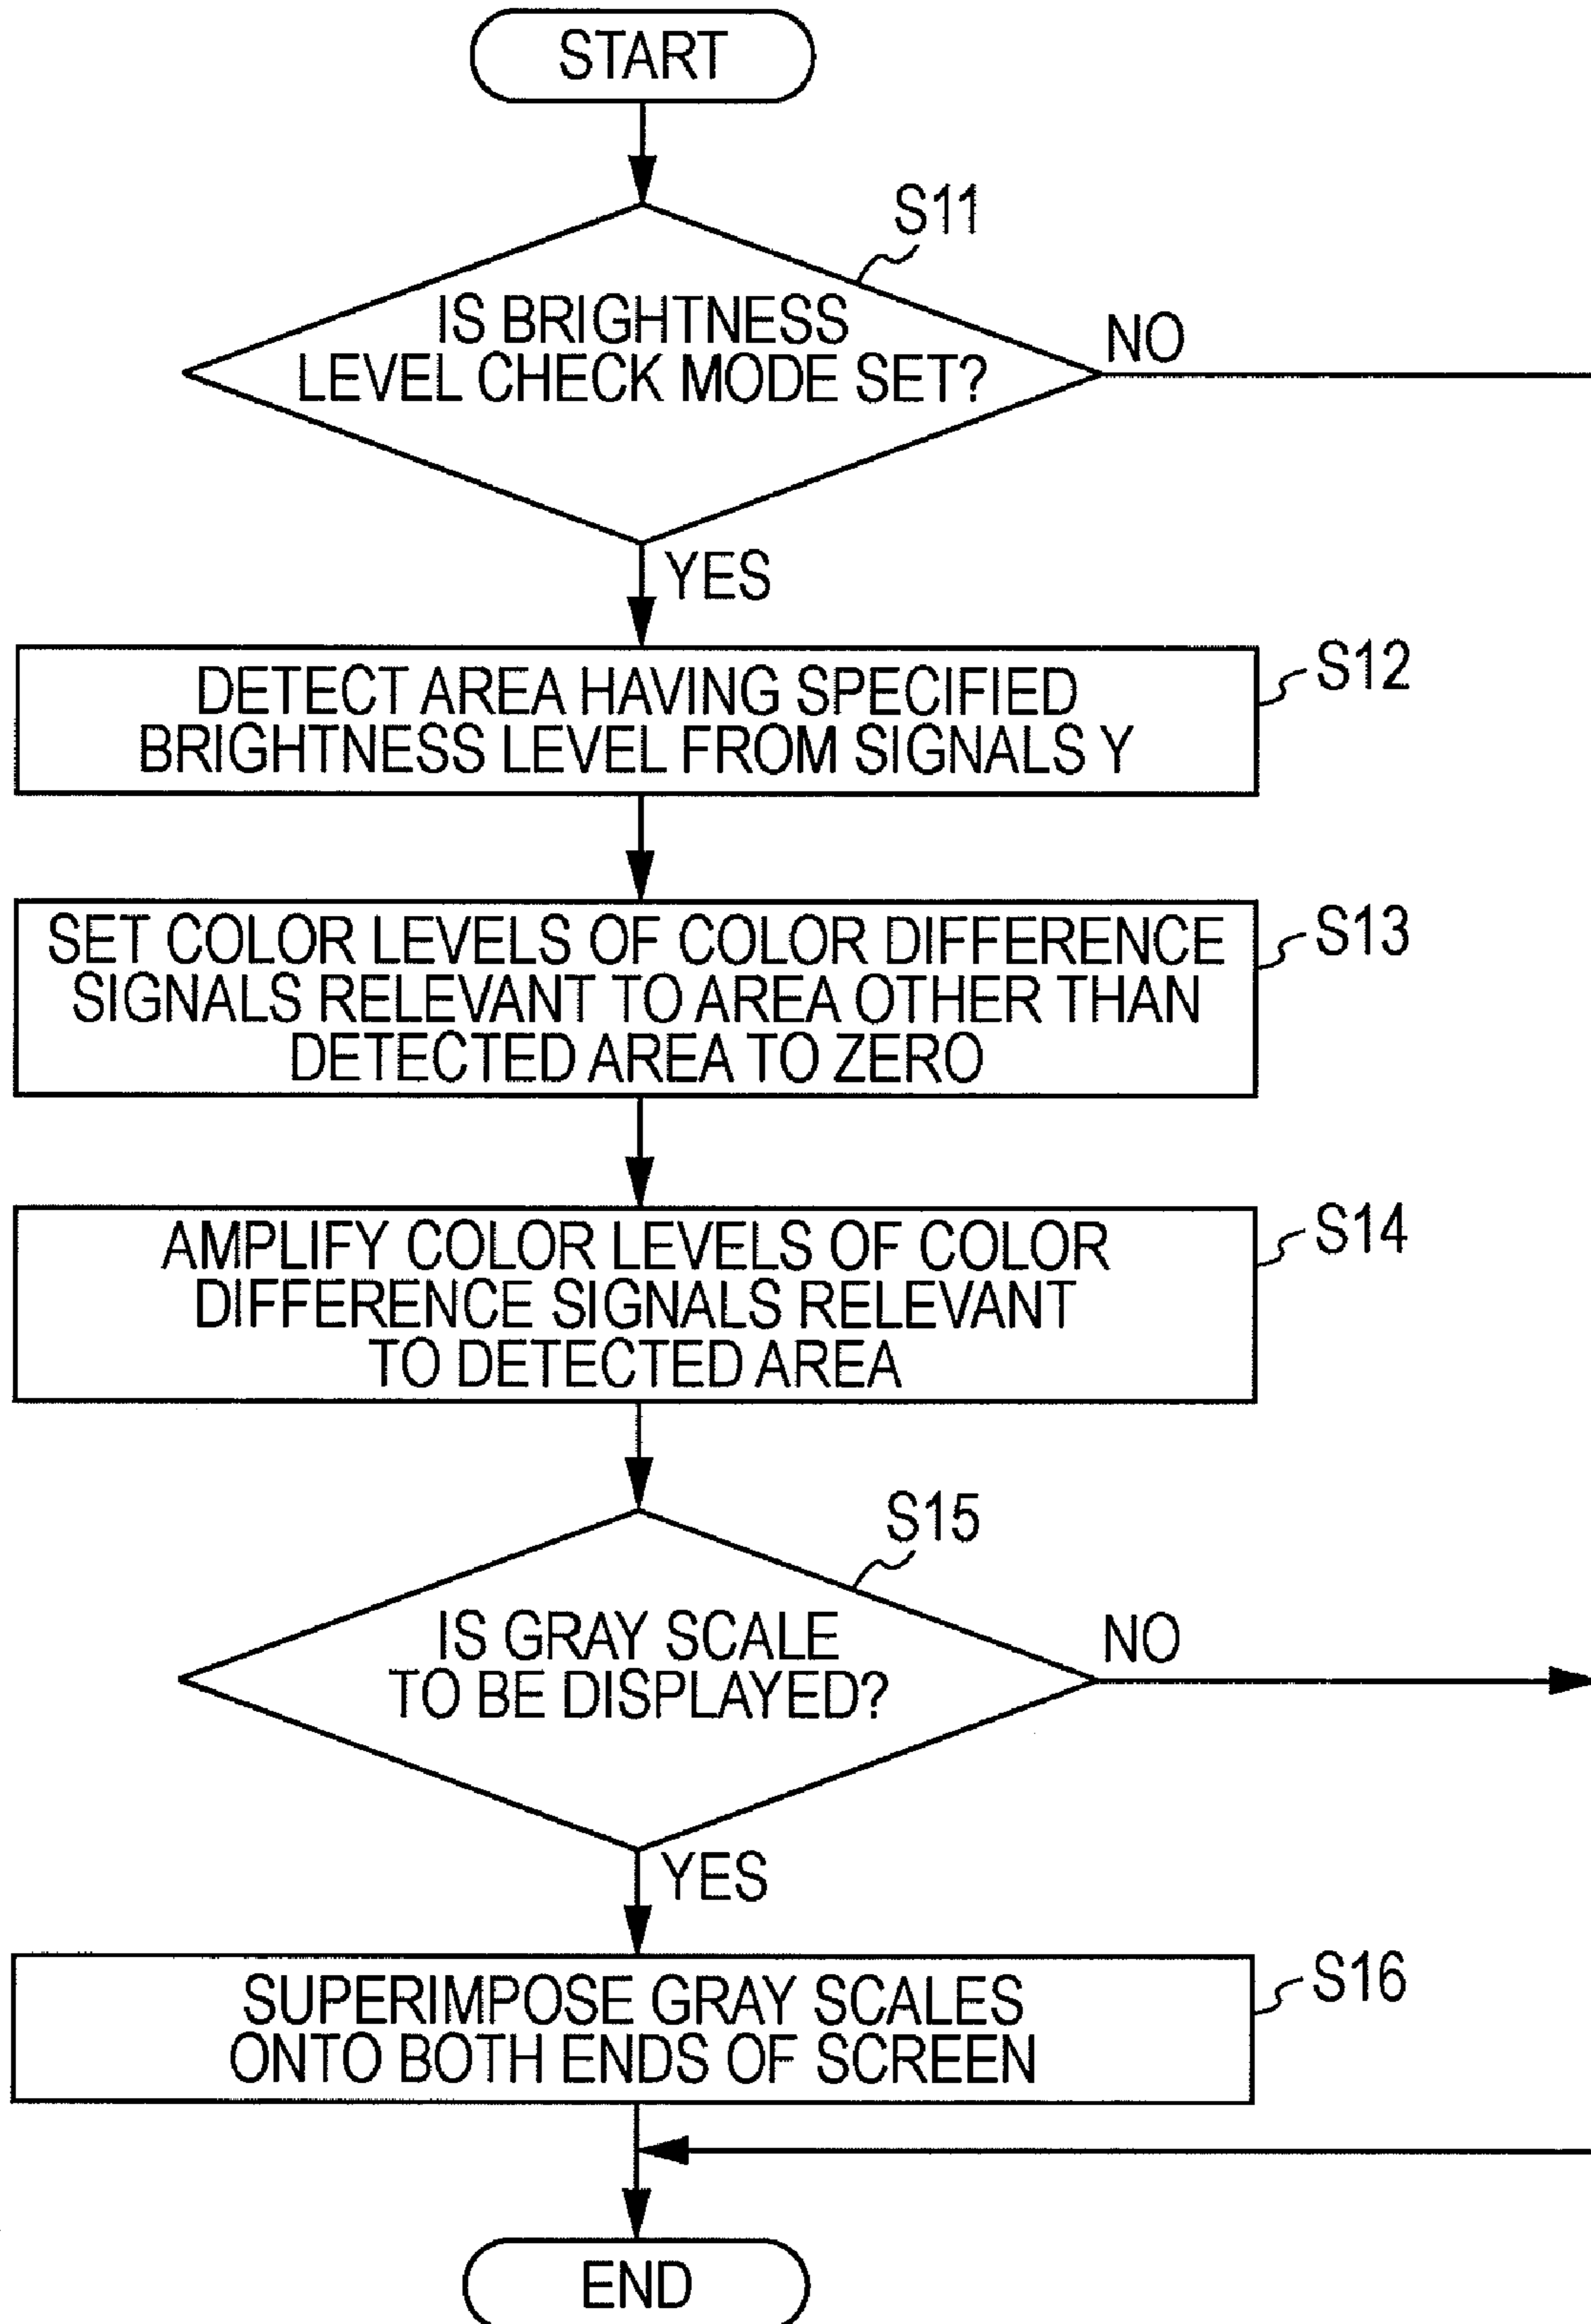 START
S11
IS BRIGHTNESS
LEVEL CHECK MODE SET?
NO
YES
S12
DETECT AREA HAVING SPECIFIED
BRIGHTNESS LEVEL FROM SIGNALS Y
S13
SET COLOR LEVELS OF COLOR DIFFERENCE
SIGNALS RELEVANT TO AREA OTHER THAN
DETECTED AREA TO ZERO
S14
AMPLIFY COLOR LEVELS OF COLOR
DIFFERENCE SIGNALS RELEVANT
TO DETECTED AREA
S15
IS GRAY SCALE
TO BE DISPLAYED?
NO
YES
S16
SUPERIMPOSE GRAY SCALES
ONTO BOTH ENDS OF SCREEN
END